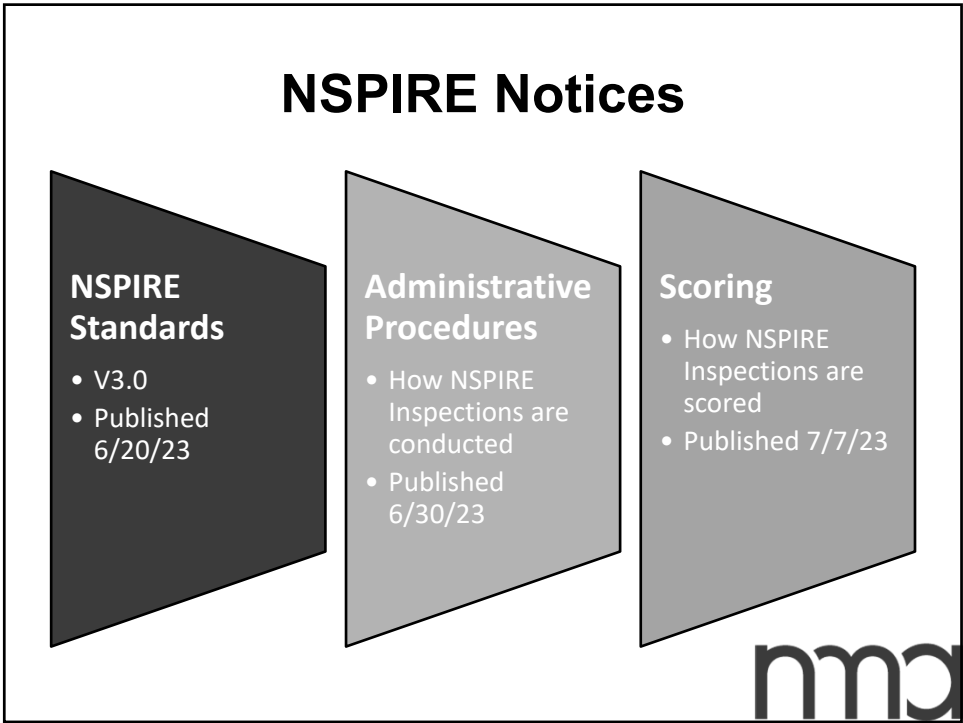 NSPIRE Notices
NSPIRE
Standards
• V3.0
• Published
6/20/23
Administrative
Procedures
• How NSPIRE
Inspections are
conducted
• Published
6/30/23
Scoring
• How NSPIRE
Inspections are
scored
• Published 7/7/23
nma